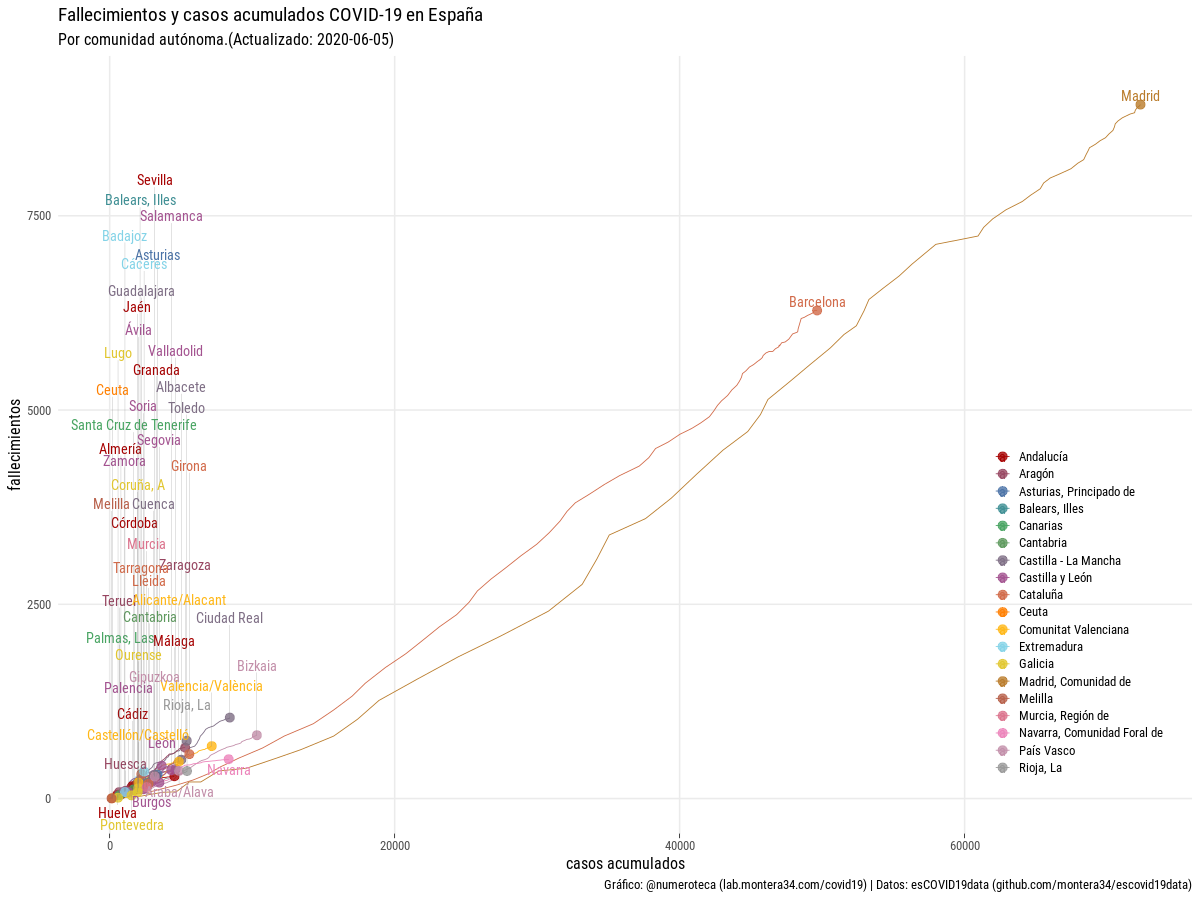 Fallecimientos y casos acumulados COVID-19 en España
Por comunidad autónoma.(Actualizado: 2020-06-05)
Madrid
Sevilla
Balears, Illes
Salamanca
7500
Badajoz
Asturias
Cáceres
Guadalajara
Jaén
Barcelona
Ávila
Lugo
Valladolid
Granada
Ceuta
Albacete
Soria
Toledo
5000
Santa Cruz de Tenerife
Segovia
Almería
Zamora
Girona
Coruña, A
Melilla
Cuenca
Córdoba
Murcia
Tarragona
Zaragoza
Lleida
Teruel
Alicante/Alacant
2500
Cantabria
Ciudad Real
Palmas, Las
Málaga
Ourense
Bizkaia
Gipuzkoa
Palencia
Valencia/València
Rioja, La
Cádiz
Castellón/Castelló
León
Huesca
Navarra
Araba/Álava
0
Burgos
Huelva
Pontevedra
fallecimientos
Andalucía
Aragón
Asturias, Principado de
Balears, Illes
Canarias
Cantabria
Castilla - La Mancha
Castilla y León
Cataluña
Ceuta
Comunitat Valenciana
Extremadura
Galicia
Madrid, Comunidad de
Melilla
Murcia, Región de
Navarra, Comunidad Foral de
País Vasco
Rioja, La
0 20000 40000 60000
casos acumulados
Gráfico: @numeroteca (lab.montera34.com/covid19) | Datos: esCOVID19data (github.com/montera34/escovid19data)